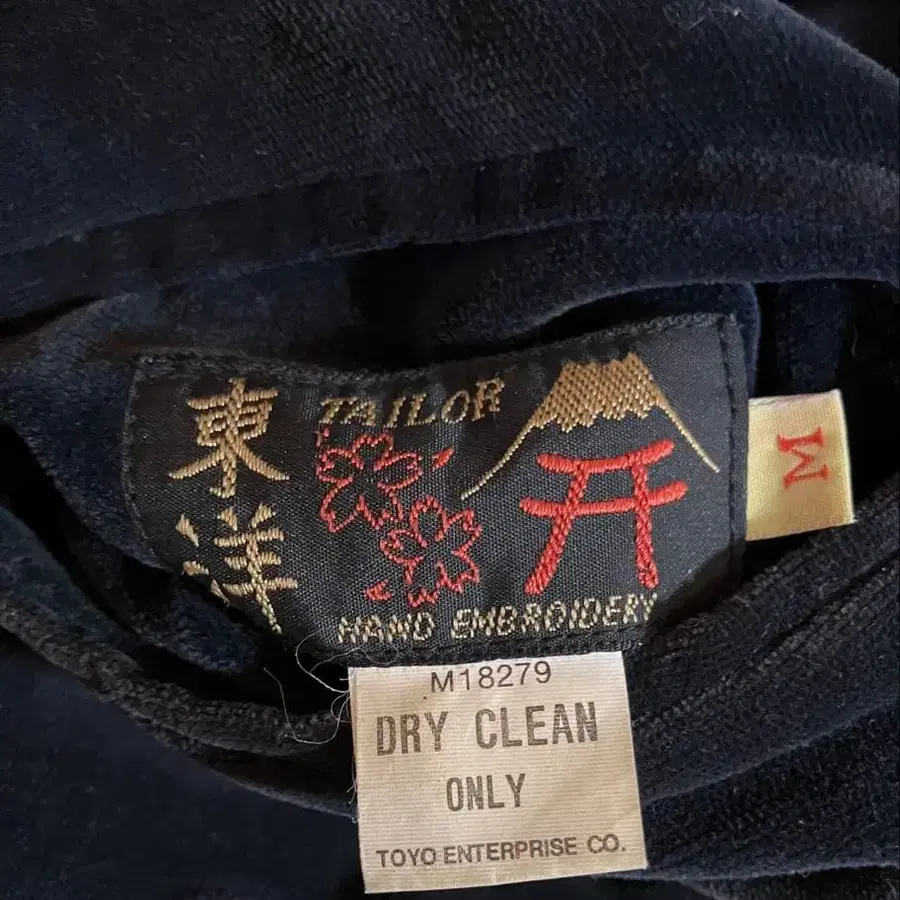 東洋
TAILOR
HAND EMBROIDERY
M
M18279
DRY CLEAN
ONLY
TOYO ENTERPRISE CO.